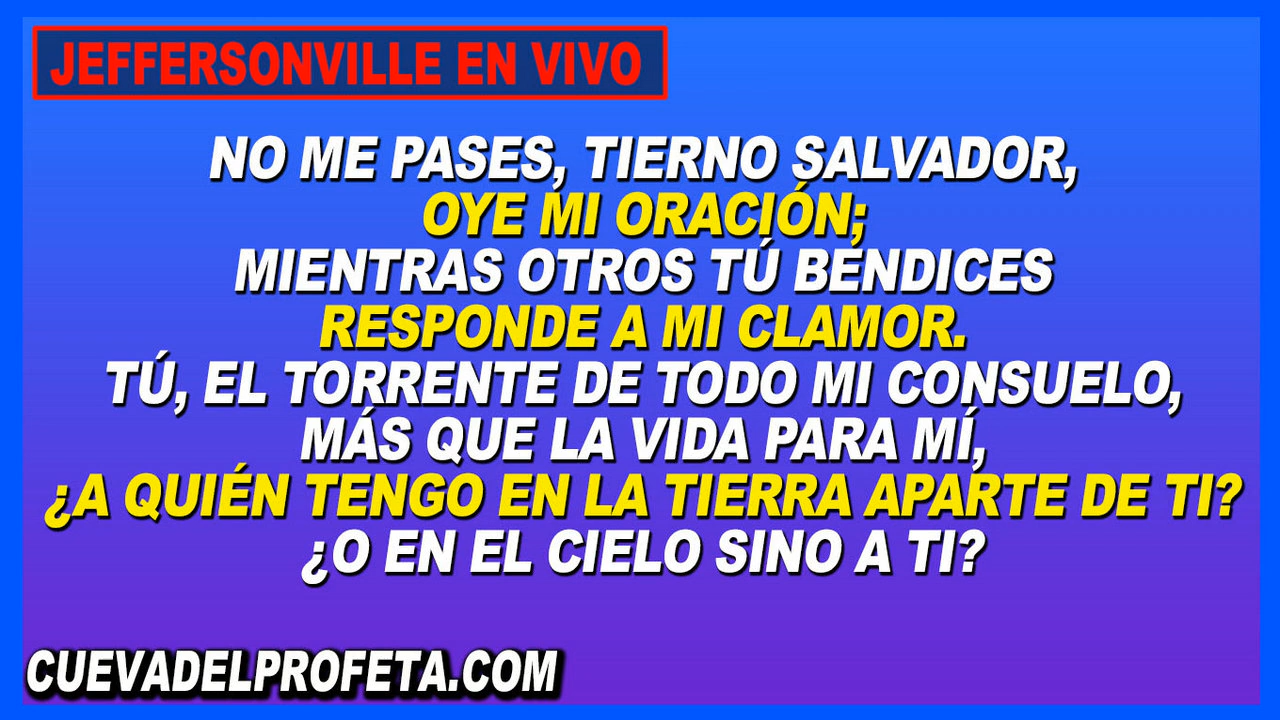 JEFFERSONVILLE EN VIVO
NO ME PASES, TIERNO SALVADOR,
OYE MI ORACIÓN;
MIENTRAS OTROS TÚ BENDICES
RESPONDE A MI CLAMOR.
TÚ, EL TORRENTE DE TODO MI CONSUELO,
MÁS QUE LA VIDA PARA MÍ,
¿A QUIÉN TENGO EN LA TIERRA APARTE DE TI?
¿O EN EL CIELO SINO A TI?
CUEVADELPROFETA.COM